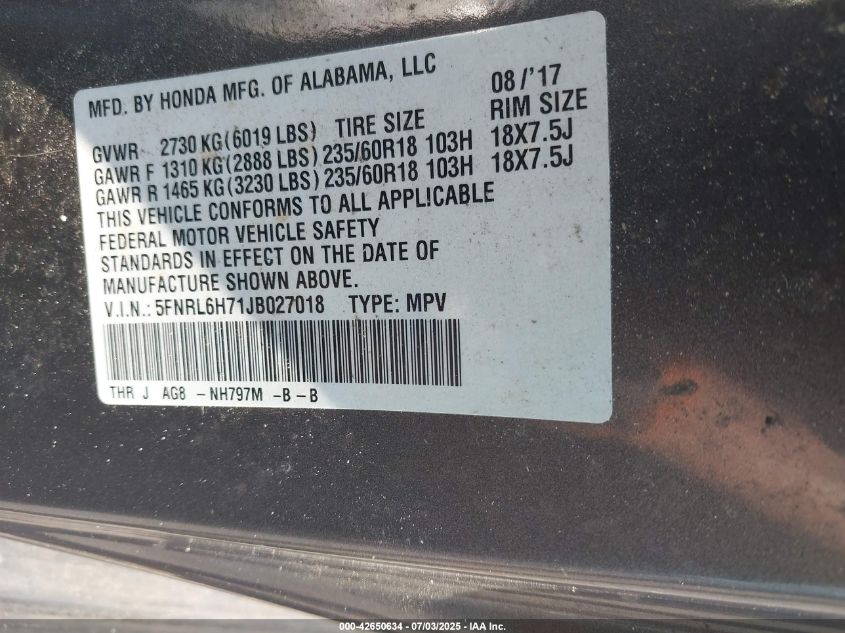 MFD. BY HONDA MFG. OF ALABAMA, LLC 08/'17
GVWR 2730 KG(6019 LBS) TIRE SIZE RIM SIZE
GAWR F 1310 KG(2888 LBS) 235/60R18 103H 18X7.5J
GAWR R 1465 KG(3230 LBS) 235/60R18 103H 18X7.5J
THIS VEHICLE CONFORMS TO ALL APPLICABLE
FEDERAL MOTOR VEHICLE SAFETY
STANDARDS IN EFFECT ON THE DATE OF
MANUFACTURE SHOWN ABOVE.
V.I.N.: 5FNRL6H71JB027018 TYPE: MPV
THR J AG8 - NH797M -B - B
000-42650634 - 07/03/2025 - IAA Inc.